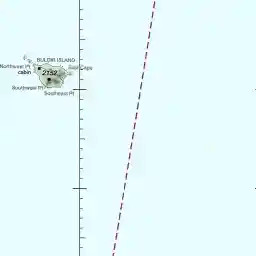 BULDIR ISLAND
Northwest Pt
East Cape
cabin
2152
Southwest Pt
Southeast Pt